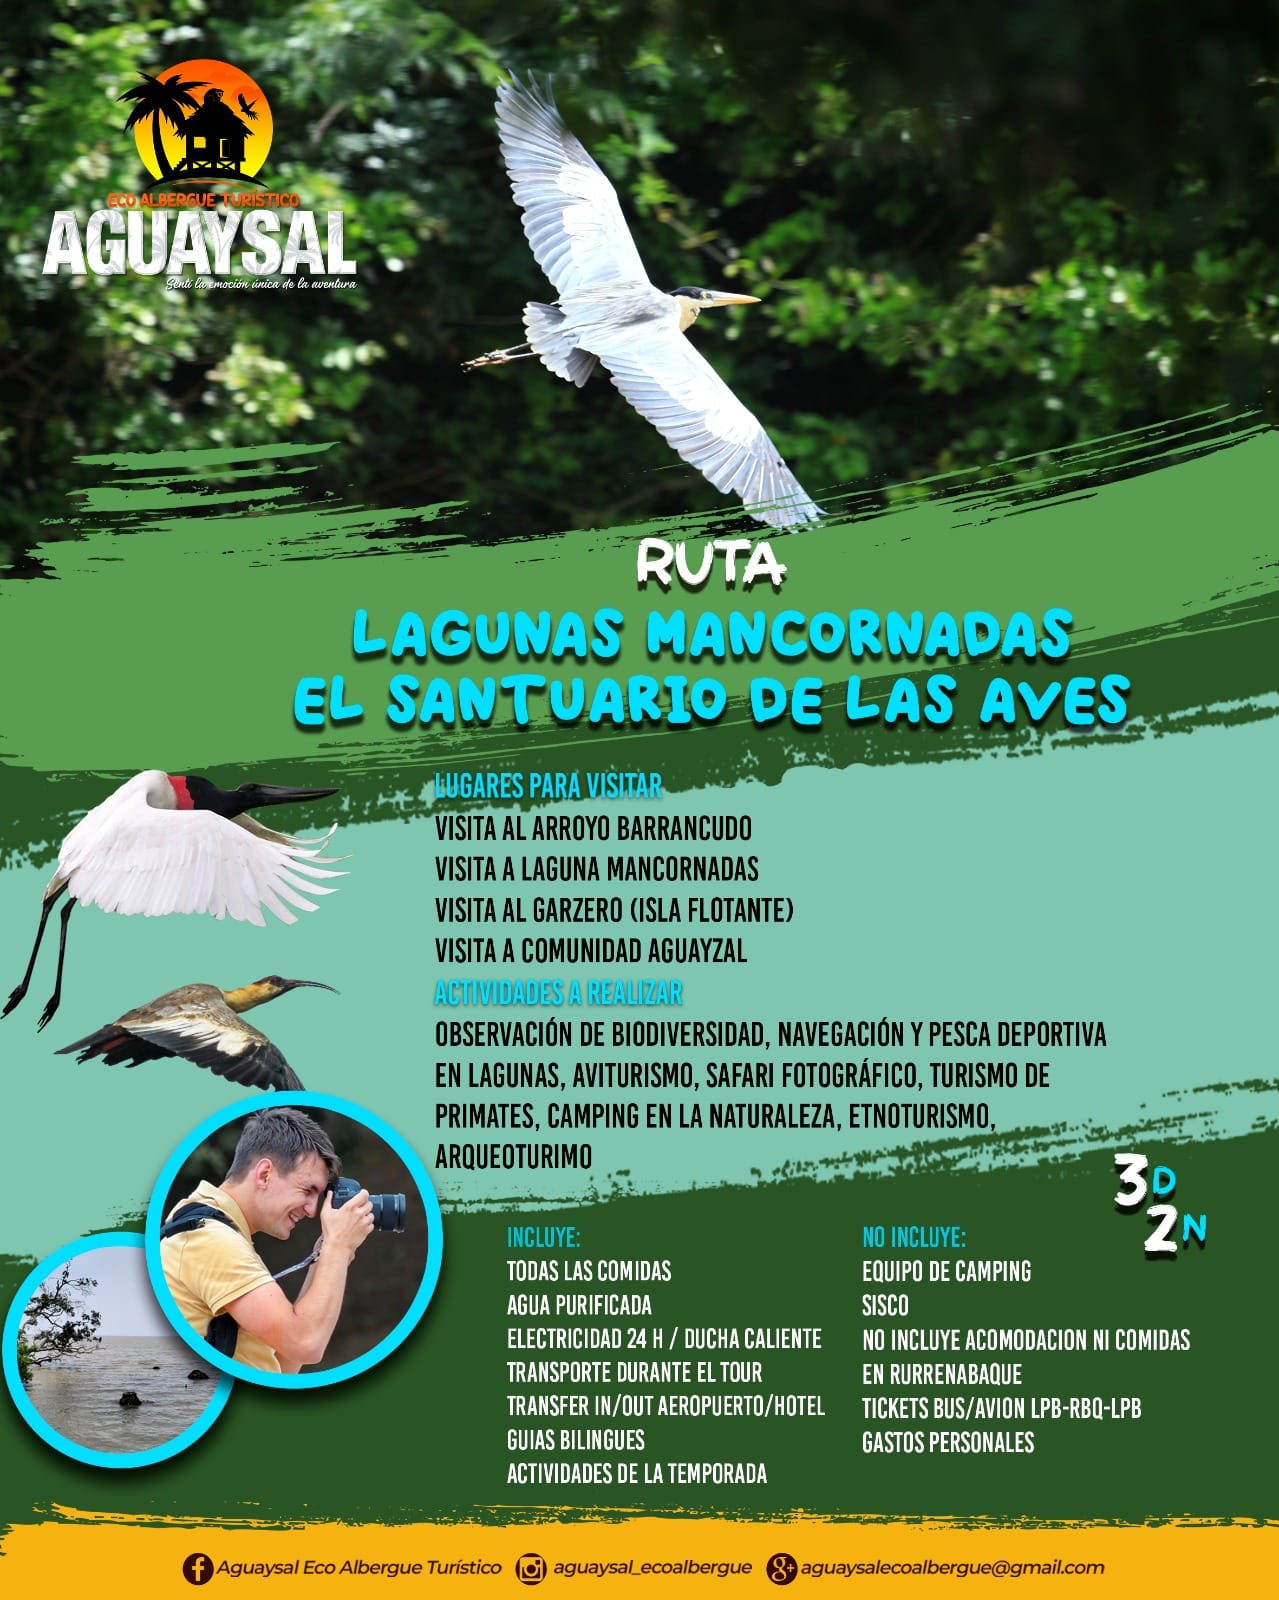 ECO ALBERGUE TURÍSTICO
AGUAYSAL
Sentí la emoción única de la aventura
RUTA
LAGUNAS MANCORNADAS
EL SANTUARIO DE LAS AVES
LUGARES PARA VISITAR
VISITA AL ARROYO BARRANCUDO
VISITA A LAGUNA MANCORNADAS
VISITA AL GARZERO (ISLA FLOTANTE)
VISITA A COMUNIDAD AGUAYZAL
ACTIVIDADES A REALIZAR
OBSERVACIÓN DE BIODIVERSIDAD, NAVEGACIÓN Y PESCA DEPORTIVA
EN LAGUNAS, AVITURISMO, SAFARI FOTOGRÁFICO, TURISMO DE
PRIMATES, CAMPING EN LA NATURALEZA, ETNOTURISMO,
ARQUEOTURIMO
3D
2N
INCLUYE:
TODAS LAS COMIDAS
AGUA PURIFICADA
ELECTRICIDAD 24 H / DUCHA CALIENTE
TRANSPORTE DURANTE EL TOUR
TRANSFER IN/OUT AEROPUERTO/HOTEL
GUIAS BILINGUES
ACTIVIDADES DE LA TEMPORADA
NO INCLUYE:
EQUIPO DE CAMPING
SISCO
NO INCLUYE ACOMODACION NI COMIDAS
EN RURRENABAQUE
TICKETS BUS/AVION LPB-RBQ-LPB
GASTOS PERSONALES
Aguaysal Eco Albergue Turístico aguaysal_ecoalbergue aguaysalecoalbergue@gmail.com